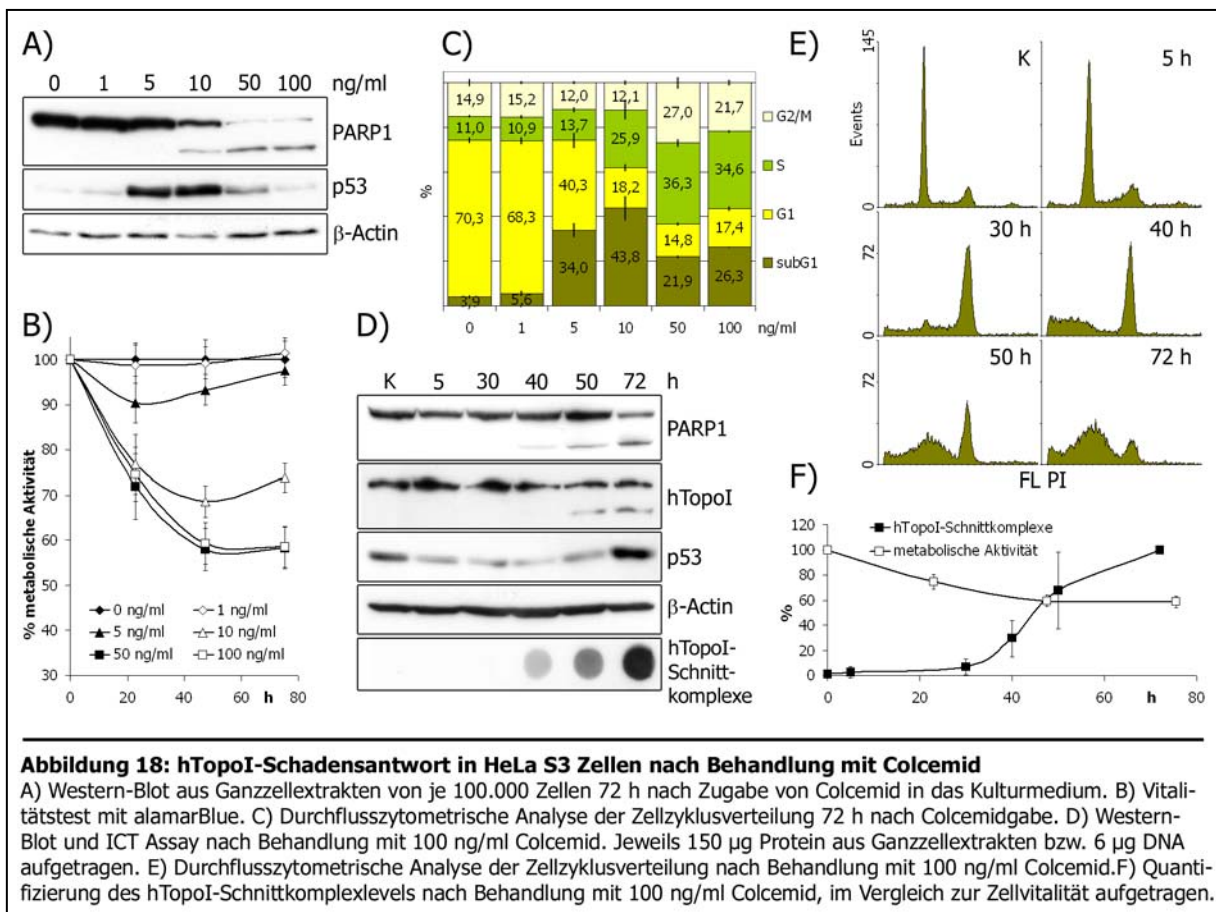 A)
0 1 5 10 50 100 ng/ml
PARP1
p53
β-Actin
B)
% metabolische Aktivität
100
90
80
70
60
50
40
30
0 20 40 60 h 80
0 ng/ml 1 ng/ml
5 ng/ml 10 ng/ml
50 ng/ml 100 ng/ml
C)
%
14,9 15,2 12,0 12,1 27,0 21,7
11,0 10,9 13,7 25,9 36,3 34,6
70,3 68,3 40,3 18,2 14,8 17,4
3,9 5,6 34,0 43,8 21,9 26,3
G2/M
S
G1
subG1
0 1 5 10 50 100 ng/ml
D)
K 5 30 40 50 72 h
PARP1
hTopoI
p53
β-Actin
hTopoI-
Schnitt-
komplexe
E)
145
Events
0
K 5 h
72
0
30 h 40 h
72
0
50 h 72 h
FL PI
F)
hTopoI-Schnittkomplexe
metabolische Aktivität
%
120
100
80
60
40
20
0
0 20 40 60 h 80
Abbildung 18: hTopoI-Schadensantwort in HeLa S3 Zellen nach Behandlung mit Colcemid
A) Western-Blot aus Ganzzellextrakten von je 100.000 Zellen 72 h nach Zugabe von Colcemid in das Kulturmedium. B) Vitali-
tätstest mit alamarBlue. C) Durchflusszytometrische Analyse der Zellzyklusverteilung 72 h nach Colcemidgabe. D) Western-
Blot und ICT Assay nach Behandlung mit 100 ng/ml Colcemid. Jeweils 150 µg Protein aus Ganzzellextrakten bzw. 6 µg DNA
aufgetragen. E) Durchflusszytometrische Analyse der Zellzyklusverteilung nach Behandlung mit 100 ng/ml Colcemid.F) Quanti-
fizierung des hTopoI-Schnittkomplexlevels nach Behandlung mit 100 ng/ml Colcemid, im Vergleich zur Zellvitalität aufgetragen.